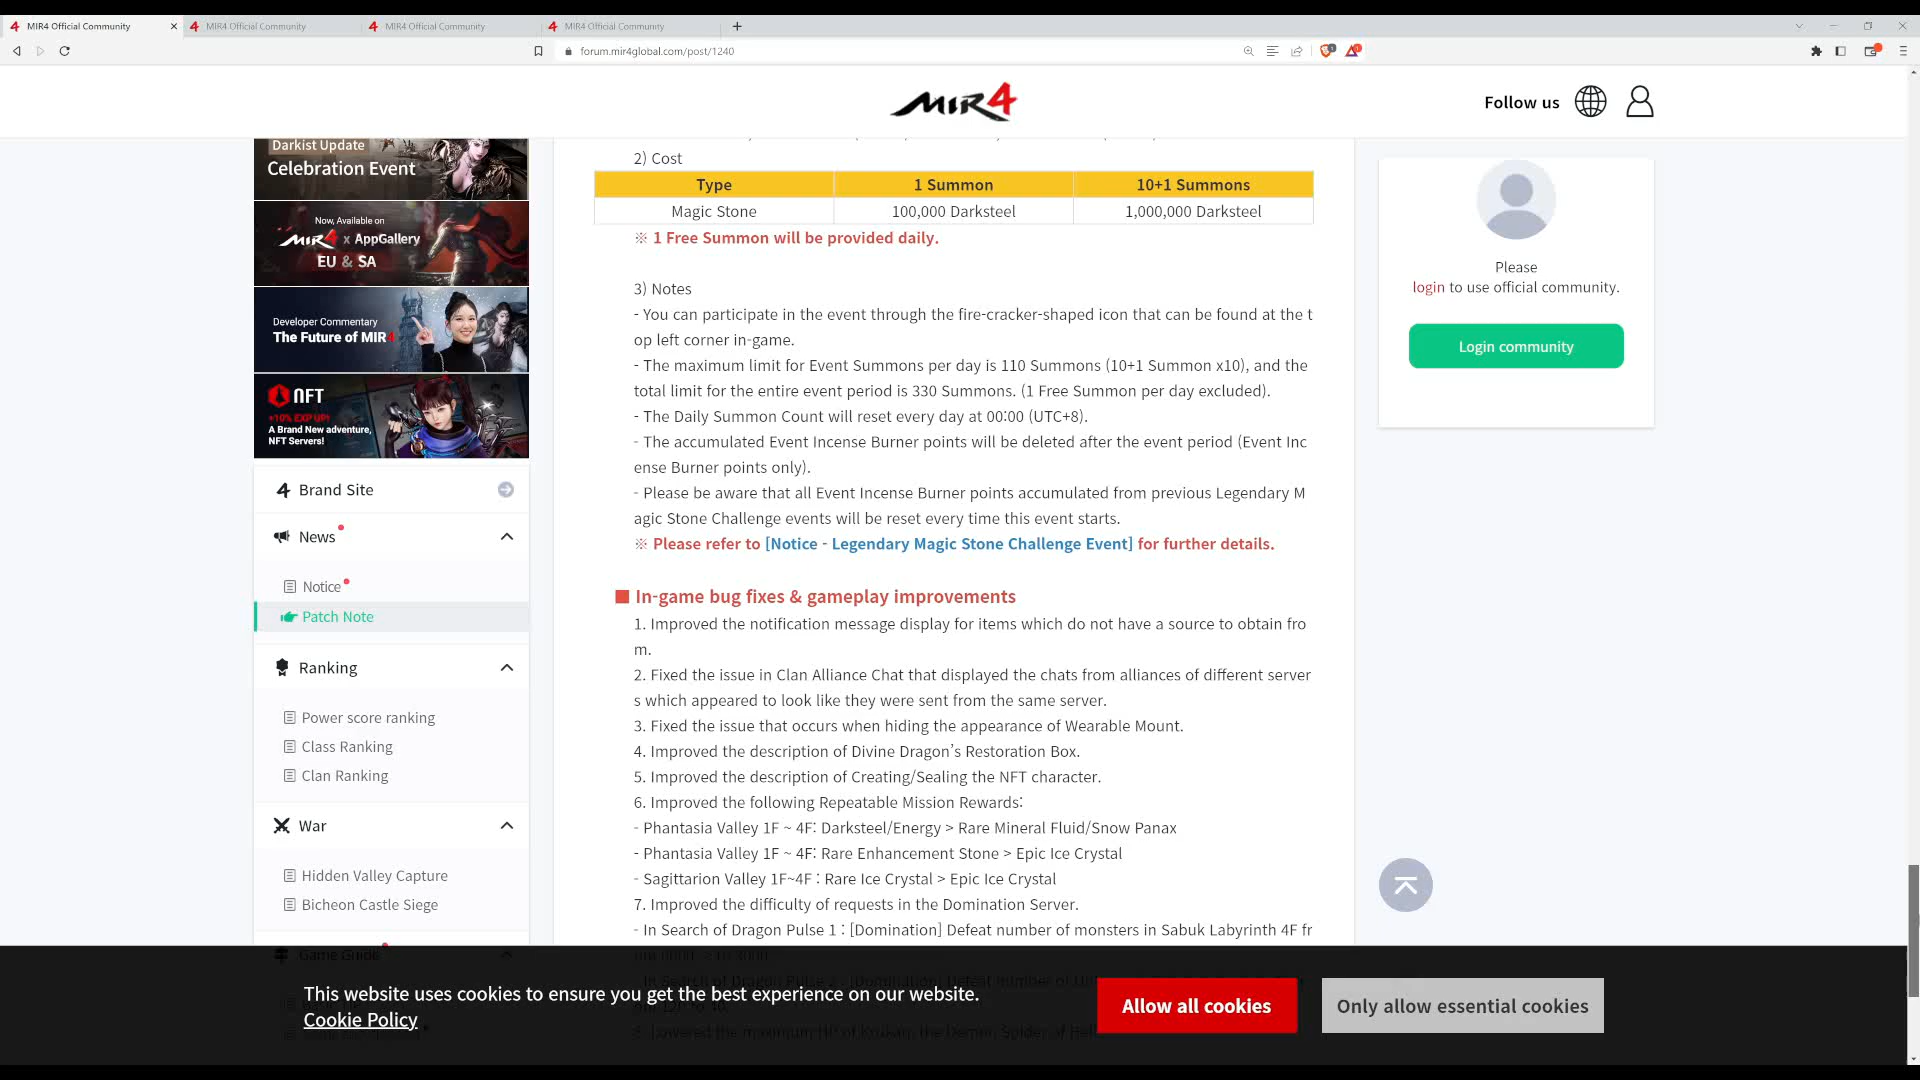 MIR4 Official Community
MIR4 Official Community
MIR4 Official Community
MIR4 Official Community
forum.mir4global.com/post/1240
MIR4
Follow us
Darkist Update
Celebration Event
Now, Available on
MIR4 x AppGallery
EU & SA
Developer Commentary
The Future of MIR4
NFT
+10% EXP UP!
A Brand New adventure,
NFT Servers!
Brand Site
News
Notice
Patch Note
Ranking
Power score ranking
Class Ranking
Clan Ranking
War
Hidden Valley Capture
Bicheon Castle Siege
Game Guide
2) Cost
Type 1 Summon 10+1 Summons
Magic Stone 100,000 Darksteel 1,000,000 Darksteel
※ 1 Free Summon will be provided daily.
3) Notes
- You can participate in the event through the fire-cracker-shaped icon that can be found at the t
op left corner in-game.
- The maximum limit for Event Summons per day is 110 Summons (10+1 Summon x10), and the
total limit for the entire event period is 330 Summons. (1 Free Summon per day excluded).
- The Daily Summon Count will reset every day at 00:00 (UTC+8).
- The accumulated Event Incense Burner points will be deleted after the event period (Event Inc
ense Burner points only).
- Please be aware that all Event Incense Burner points accumulated from previous Legendary M
agic Stone Challenge events will be reset every time this event starts.
※ Please refer to [Notice - Legendary Magic Stone Challenge Event] for further details.
■ In-game bug fixes & gameplay improvements
1. Improved the notification message display for items which do not have a source to obtain fro
m.
2. Fixed the issue in Clan Alliance Chat that displayed the chats from alliances of different server
s which appeared to look like they were sent from the same server.
3. Fixed the issue that occurs when hiding the appearance of Wearable Mount.
4. Improved the description of Divine Dragon's Restoration Box.
5. Improved the description of Creating/Sealing the NFT character.
6. Improved the following Repeatable Mission Rewards:
- Phantasia Valley 1F ~ 4F: Darksteel/Energy > Rare Mineral Fluid/Snow Panax
- Phantasia Valley 1F ~ 4F: Rare Enhancement Stone > Epic Ice Crystal
- Sagittarion Valley 1F~4F : Rare Ice Crystal > Epic Ice Crystal
7. Improved the difficulty of requests in the Domination Server.
- In Search of Dragon Pulse 1 : [Domination] Defeat number of monsters in Sabuk Labyrinth 4F fr
Please
login to use official community.
Login community
This website uses cookies to ensure you get the best experience on our website.
Cookie Policy
Allow all cookies
Only allow essential cookies